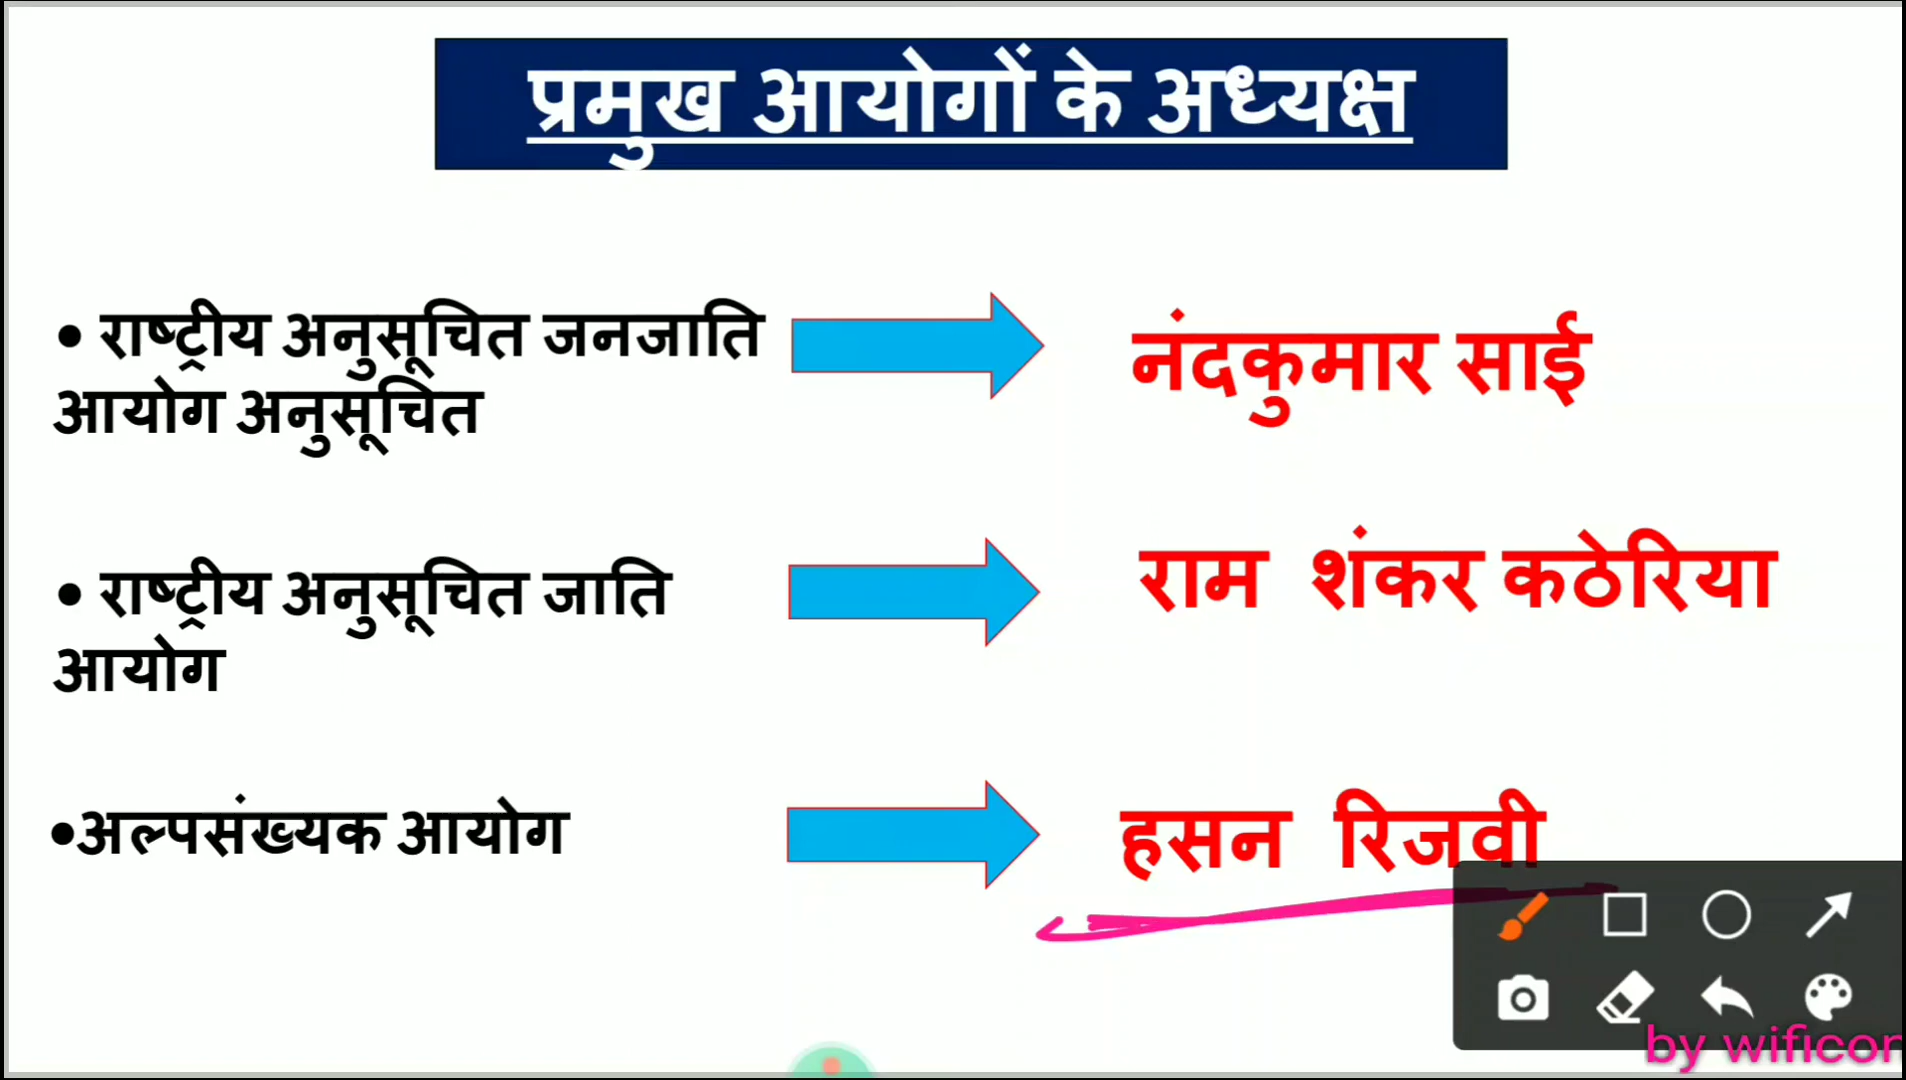 प्रमुख आयोगों के अध्यक्ष
• राष्ट्रीय अनुसूचित जनजाति
आयोग अनुसूचित
नंदकुमार साई
• राष्ट्रीय अनुसूचित जाति
आयोग
राम शंकर कठेरिया
•अल्पसंख्यक आयोग
हसन रिजवी
by wificon